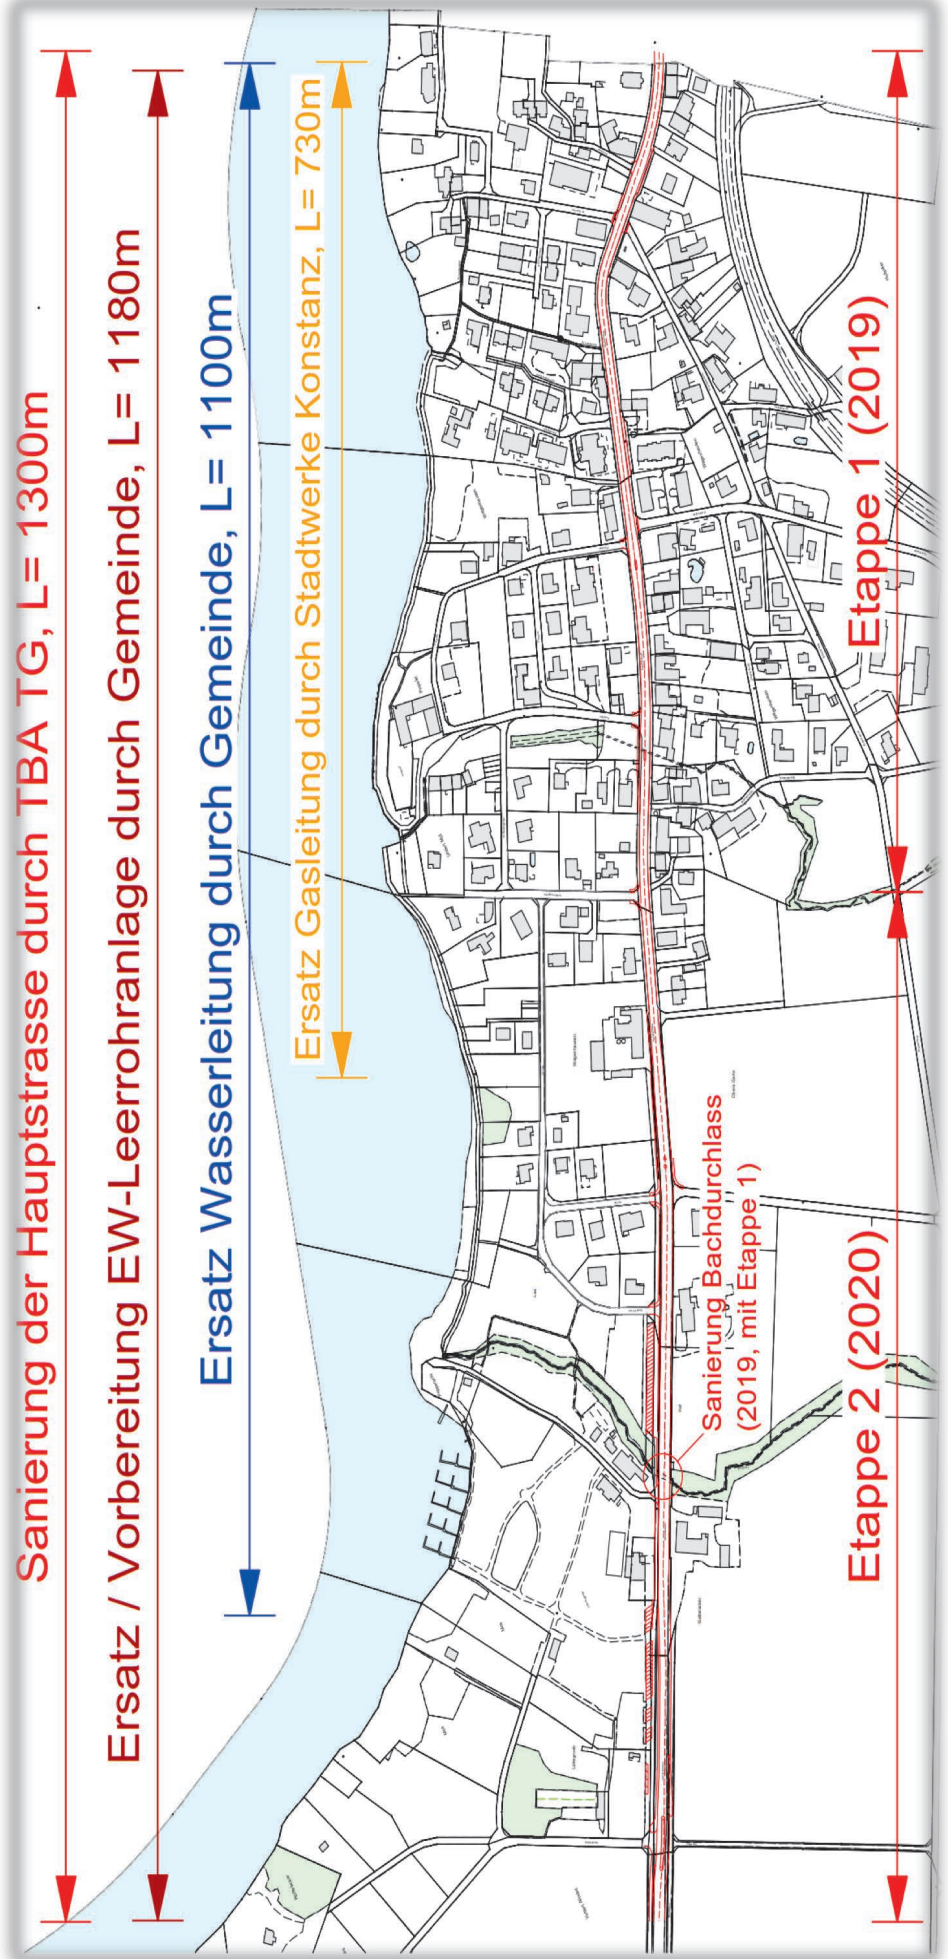 Sanierung der Hauptstrasse durch TBA TG, L= 1300m
Ersatz / Vorbereitung EW-Leerrohranlage durch Gemeinde, L= 1180m
Ersatz Wasserleitung durch Gemeinde, L= 1100m
Ersatz Gasleitung durch Stadtwerke Konstanz, L= 730m
Sanierung Bachdurchlass
(2019, mit Etappe 1)
Etappe 2 (2020)
Etappe 1 (2019)